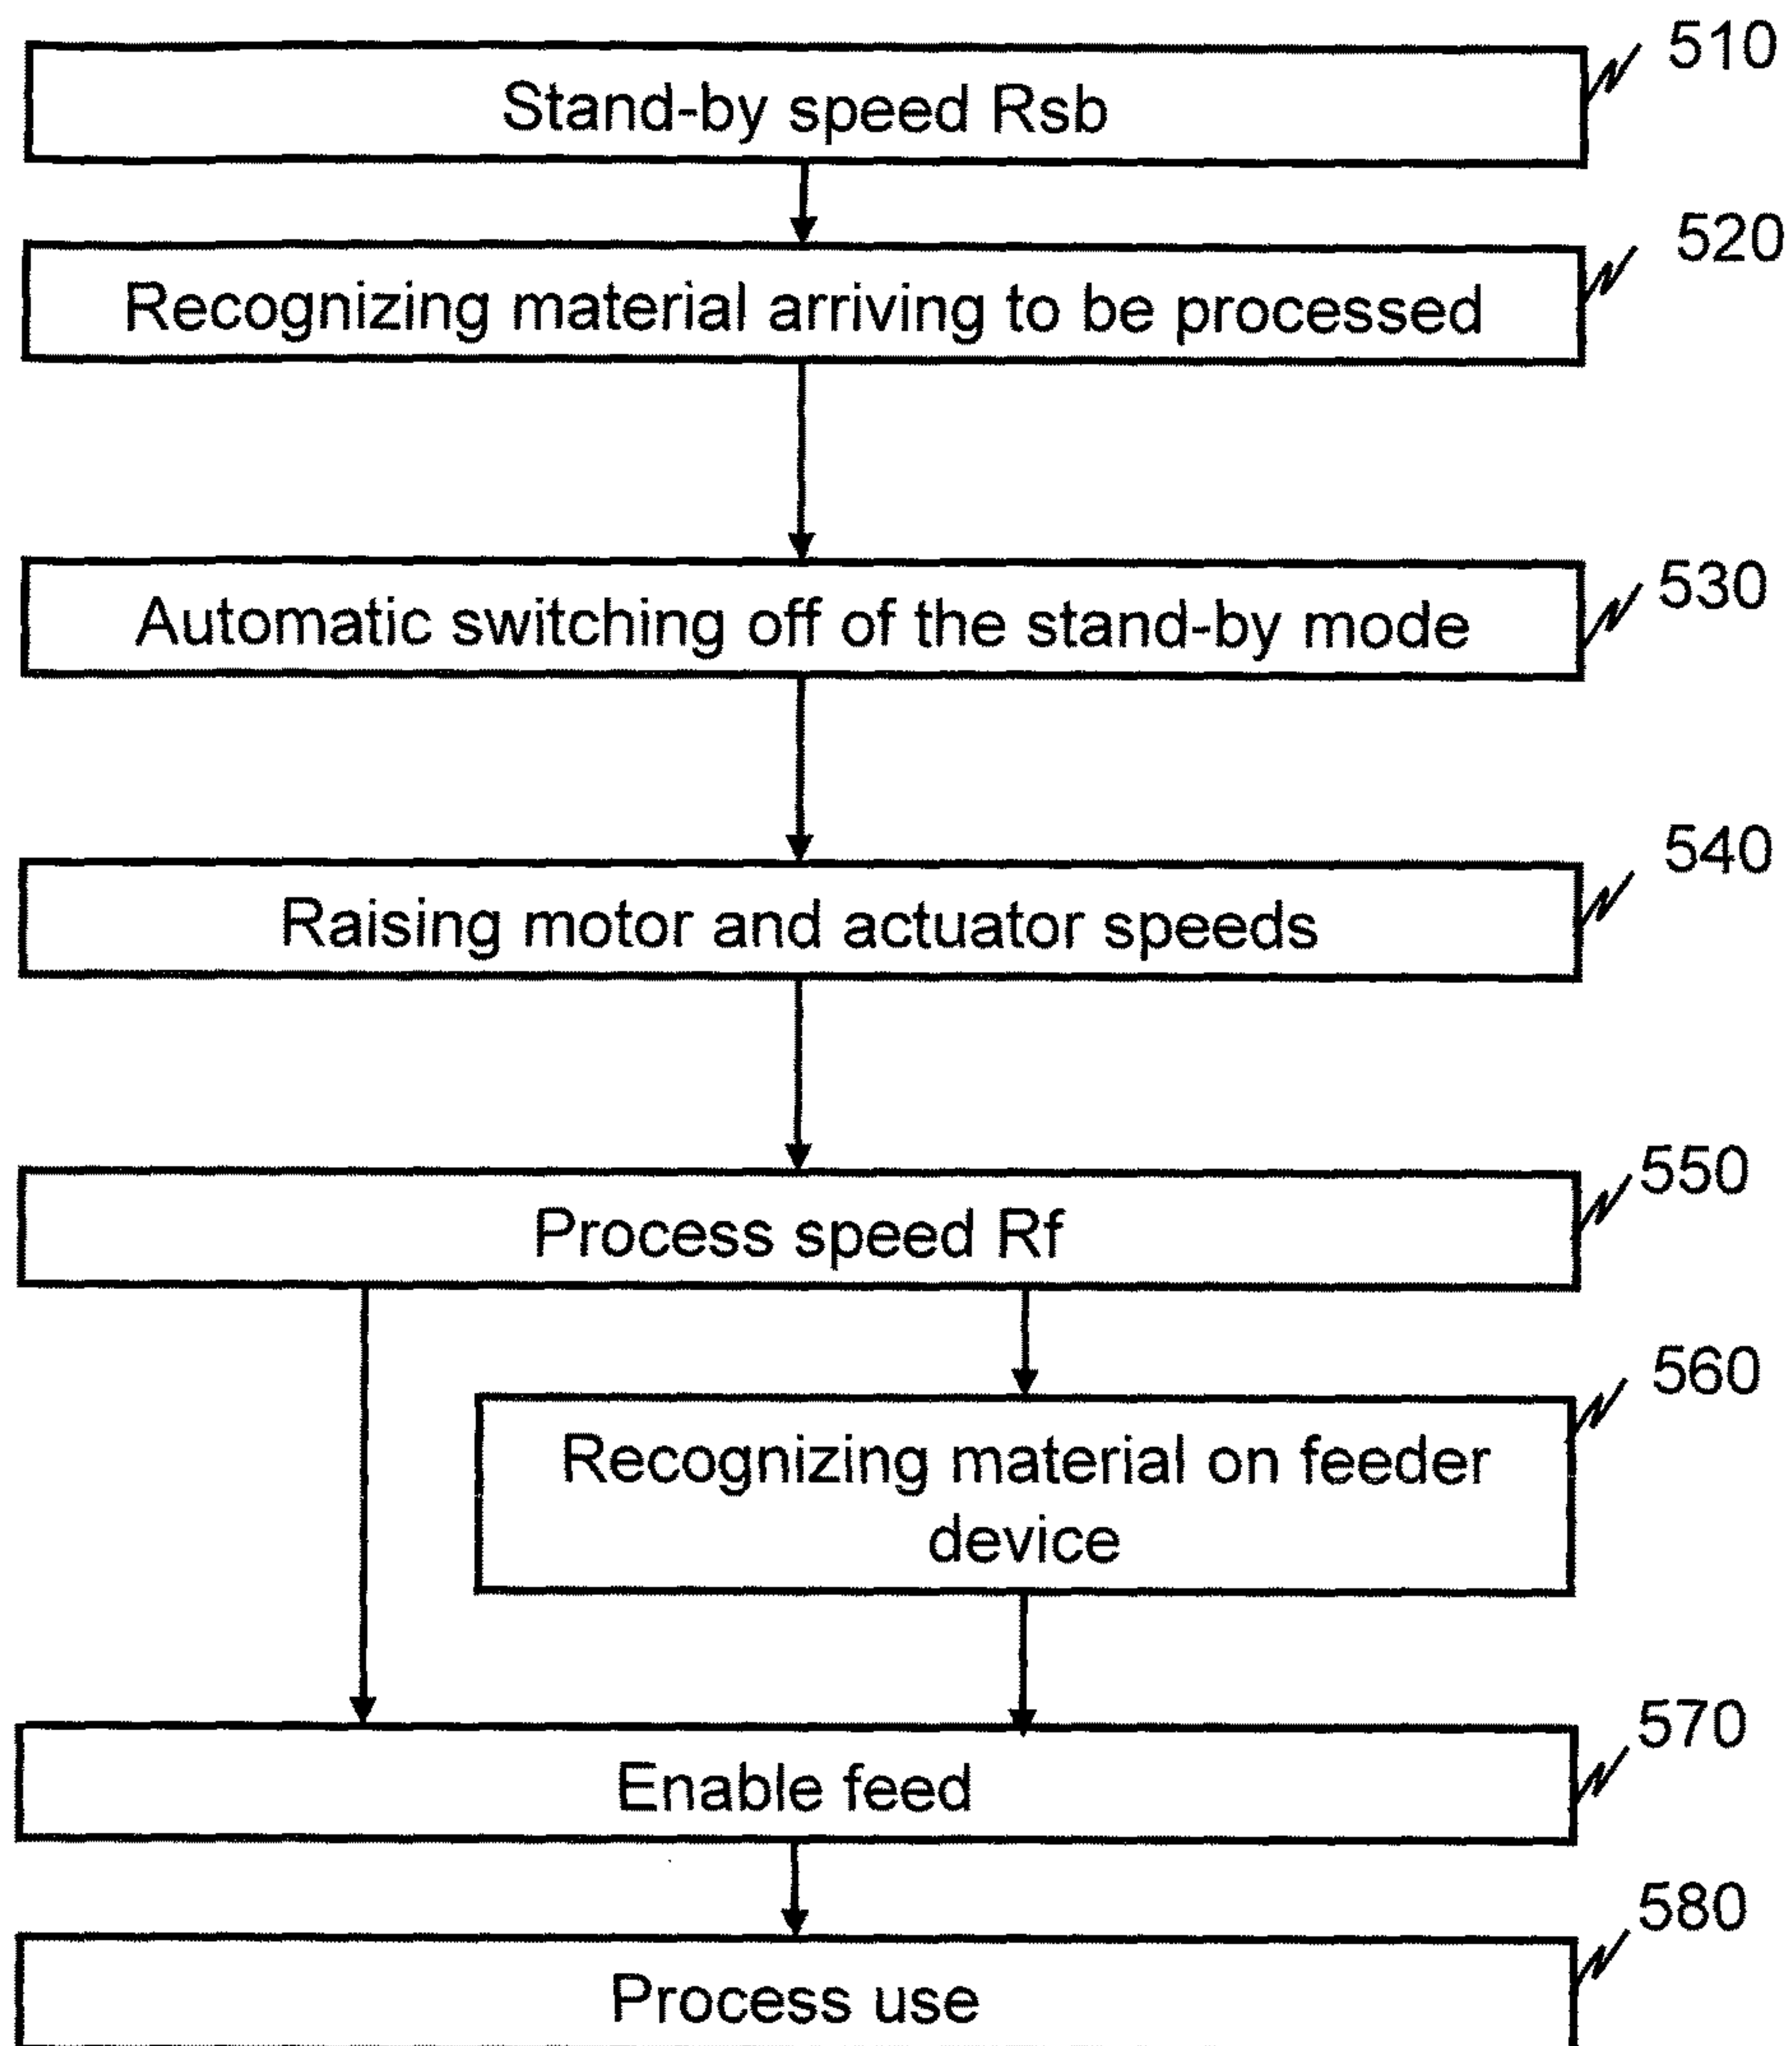 510
Stand-by speed Rsb
520
Recognizing material arriving to be processed
530
Automatic switching off of the stand-by mode
540
Raising motor and actuator speeds
550
Process speed Rf
560
Recognizing material on feeder
device
570
Enable feed
580
Process use